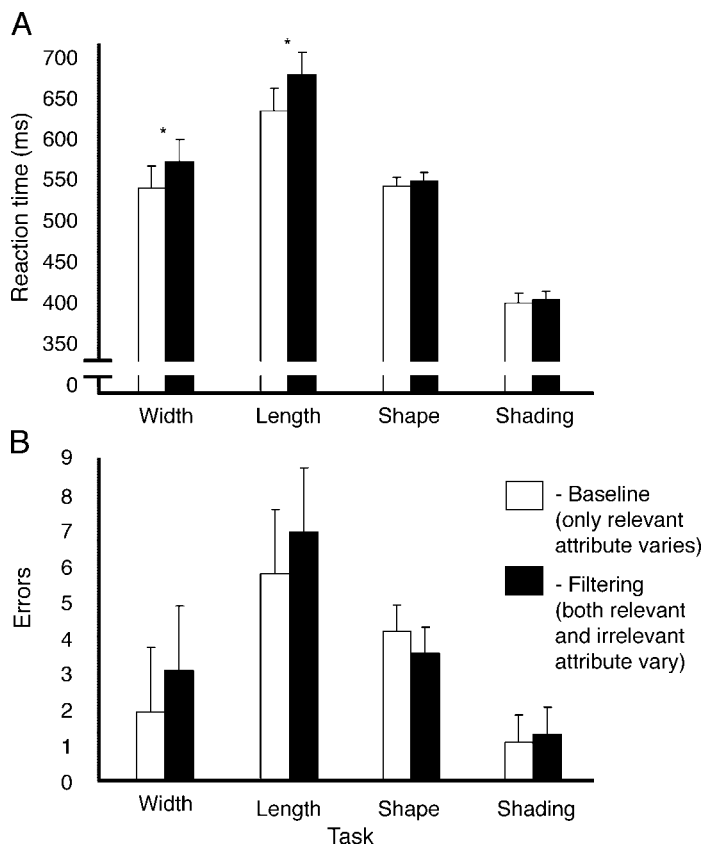 A
700
650
600
550
500
450
400
350
0
Reaction time (ms)
*
*
Width Length Shape Shading
B
9
8
7
6
5
4
3
2
1
0
Errors
- Baseline
(only relevant
attribute varies)
- Filtering
(both relevant
and irrelevant
attribute vary)
Width Length Shape Shading
Task